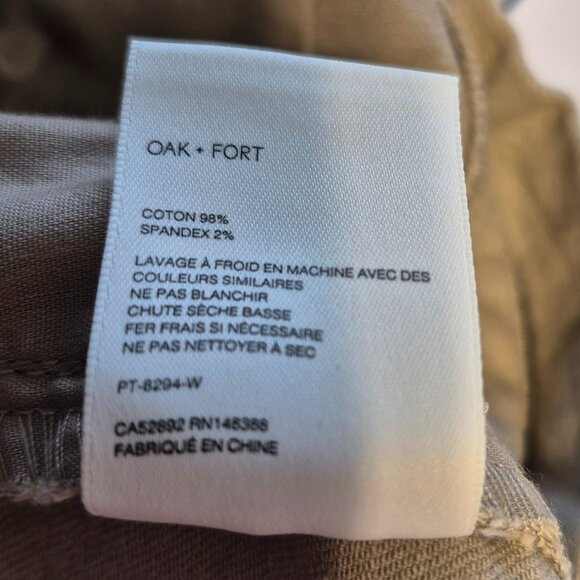 OAK + FORT
COTON 98%
SPANDEX 2%
LAVAGE À FROID EN MACHINE AVEC DES
COULEURS SIMILAIRES
NE PAS BLANCHIR
CHUTE SÈCHE BASSE
FER FRAIS SI NÉCESSAIRE
NE PAS NETTOYER À SEC
PT-8294-W
CA52892 RN148388
FABRIQUÉ EN CHINE